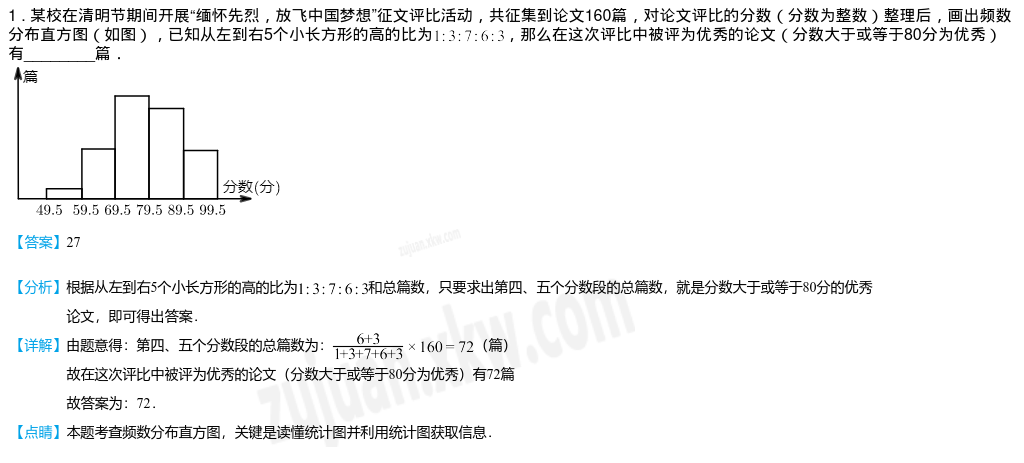 1．某校在清明节期间开展“缅怀先烈，放飞中国梦想”征文评比活动，共征集到论文160篇，对论文评比的分数（分数为整数）整理后，画出频数
分布直方图（如图），已知从左到右5个小长方形的高的比为1:3:7:6:3，那么在这次评比中被评为优秀的论文（分数大于或等于80分为优秀）
有_________篇．
篇
分数(分)
49.5 59.5 69.5 79.5 89.5 99.5
【答案】27
【分析】根据从左到右5个小长方形的高的比为1:3:7:6:3和总篇数，只要求出第四、五个分数段的总篇数，就是分数大于或等于80分的优秀
论文，即可得出答案．
【详解】由题意得：第四、五个分数段的总篇数为：6+3/1+3+7+6+3 × 160 = 72（篇）
故在这次评比中被评为优秀的论文（分数大于或等于80分为优秀）有72篇
故答案为：72．
【点睛】本题考查频数分布直方图，关键是读懂统计图并利用统计图获取信息．
zujuan.xkw.com
zujuan.xkw.com